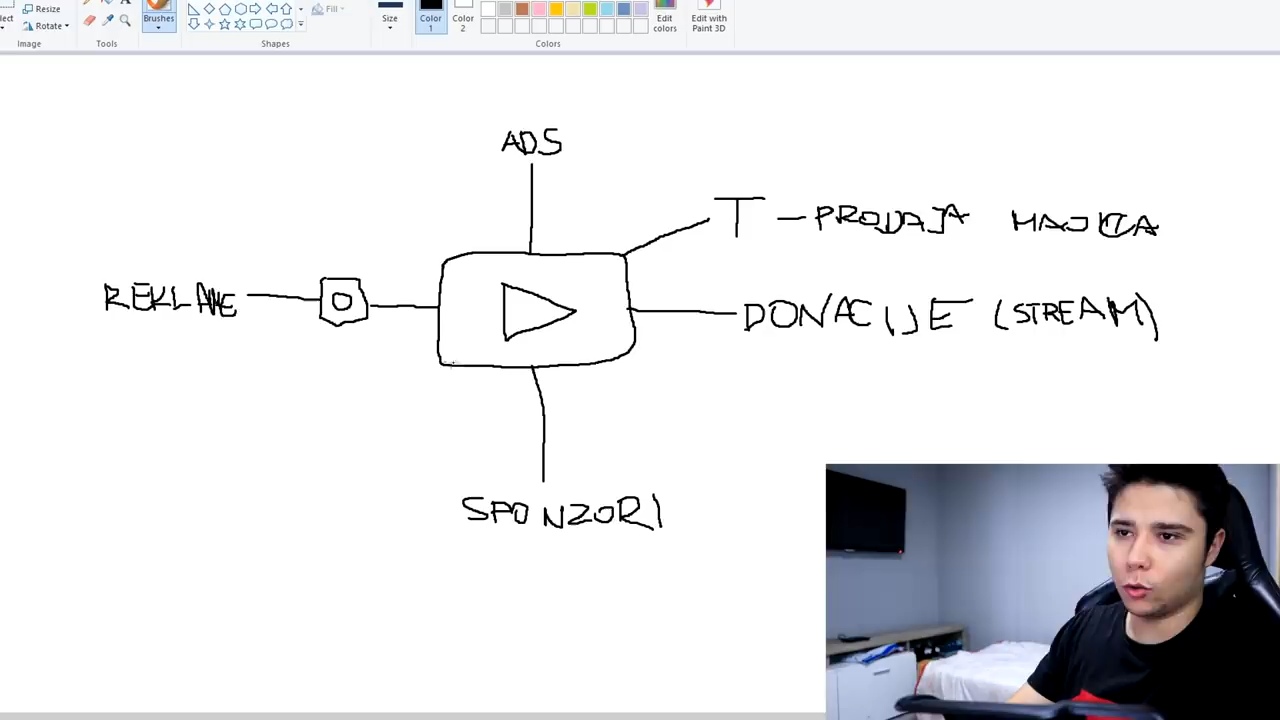 Resize
Rotate
Image
Tools
Brushes
Shapes
Fill
Size
Color 1
Color 2
Colors
Edit colors
Edit with Paint 3D
ADS
T – PRODAJA MAJICA
REKLAME
DONACIJE (STREAM)
SPONZORI